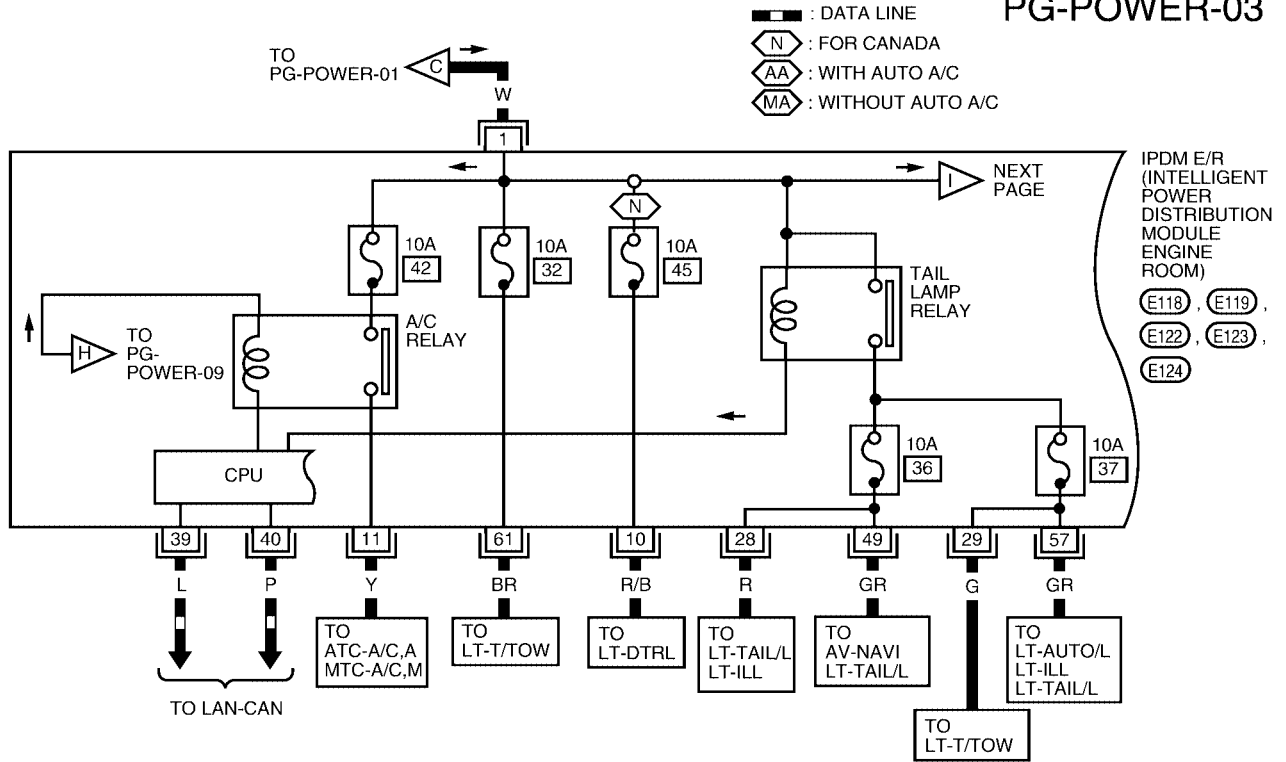 PG-POWER-03
: DATA LINE
N : FOR CANADA
AA : WITH AUTO A/C
MA : WITHOUT AUTO A/C
TO
PG-POWER-01
C
W
1
I
NEXT
PAGE
IPDM E/R
(INTELLIGENT
POWER
DISTRIBUTION
MODULE
ENGINE
ROOM)
E118 , E119 ,
E122 , E123 ,
E124
N
10A
42
10A
32
10A
45
TAIL
LAMP
RELAY
A/C
RELAY
H
TO
PG-
POWER-09
10A
36
10A
37
CPU
39
40
11
61
10
28
49
29
57
L
P
Y
BR
R/B
R
GR
G
GR
TO
ATC-A/C,A
MTC-A/C,M
TO
LT-T/TOW
TO
LT-DTRL
TO
LT-TAIL/L
LT-ILL
TO
AV-NAVI
LT-TAIL/L
TO
LT-AUTO/L
LT-ILL
LT-TAIL/L
TO LAN-CAN
TO
LT-T/TOW